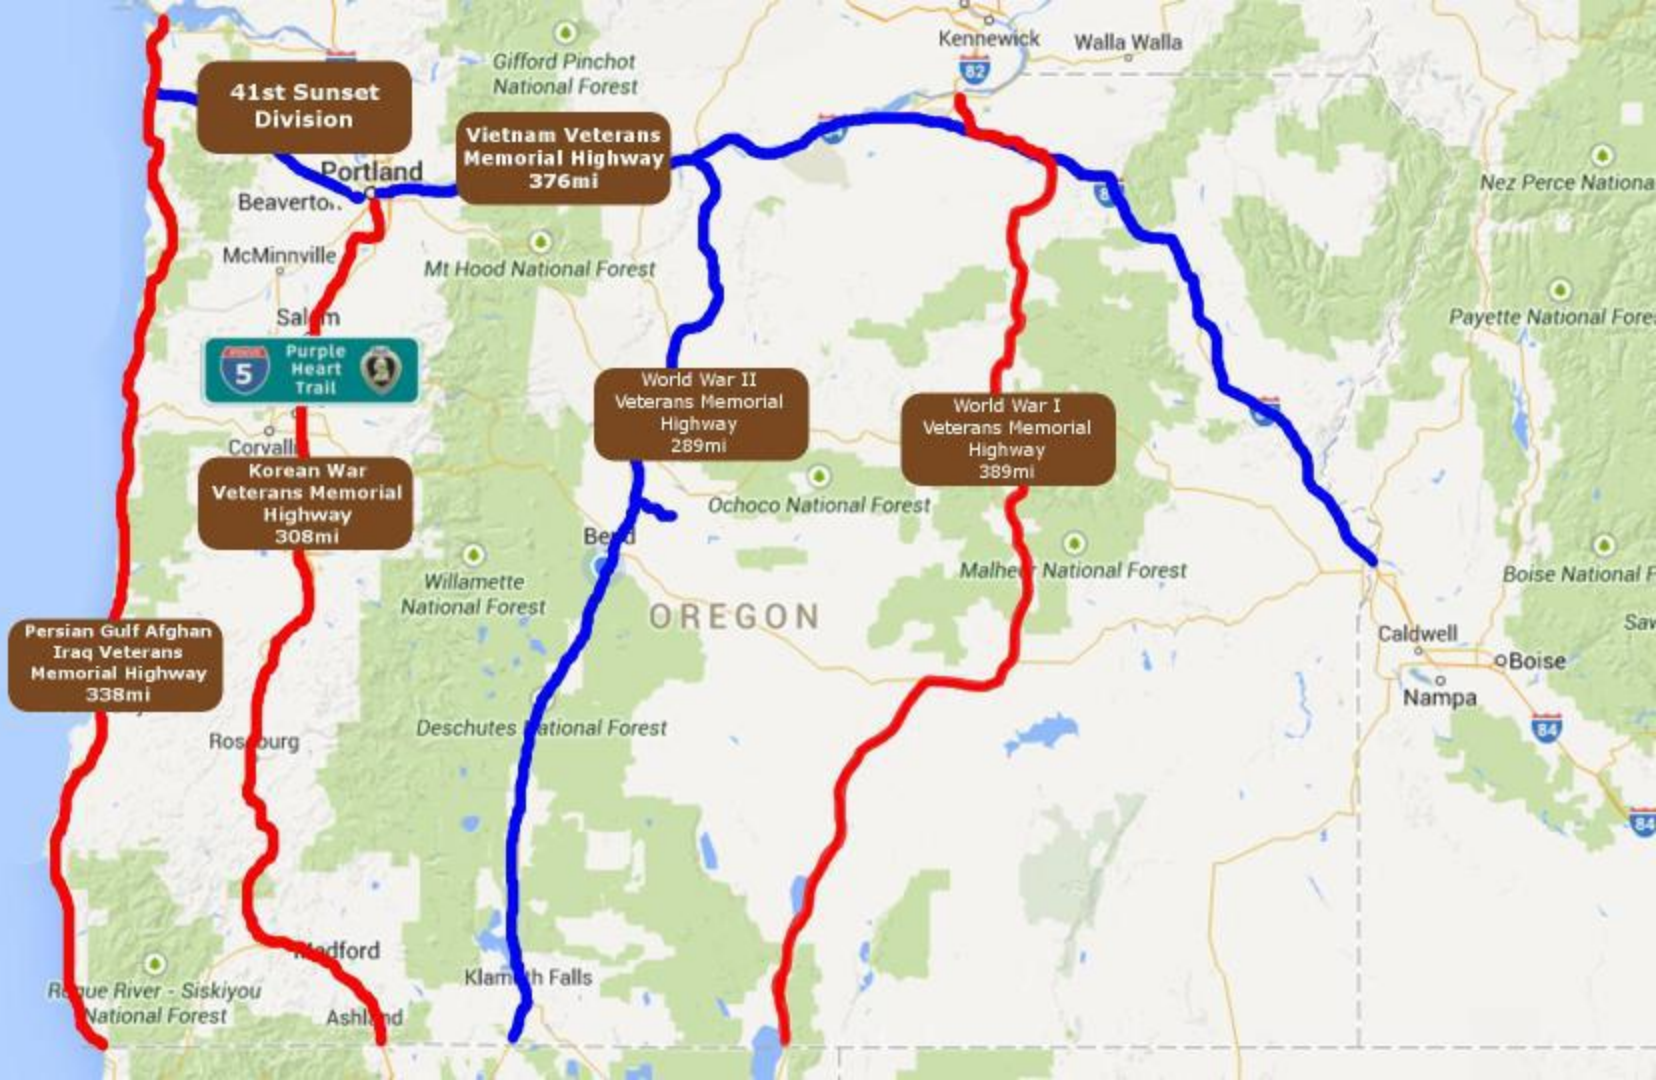 Kennewick
Walla Walla
82
Gifford Pinchot
National Forest
41st Sunset
Division
Vietnam Veterans
Memorial Highway
376mi
Portland
Beaverton
Nez Perce Nationa
McMinnville
Mt Hood National Forest
Salem
Payette National Fores
5
Purple
Heart
Trail
World War II
Veterans Memorial
Highway
289mi
World War I
Veterans Memorial
Highway
389mi
Corvalli
Korean War
Veterans Memorial
Highway
308mi
Ochoco National Forest
Bend
Willamette
National Forest
Malheur National Forest
Boise National F
OREGON
Persian Gulf Afghan
Iraq Veterans
Memorial Highway
338mi
Caldwell
Boise
Nampa
Saw
Deschutes National Forest
Roseburg
84
84
Medford
Klamath Falls
Rogue River - Siskiyou
National Forest
Ashland